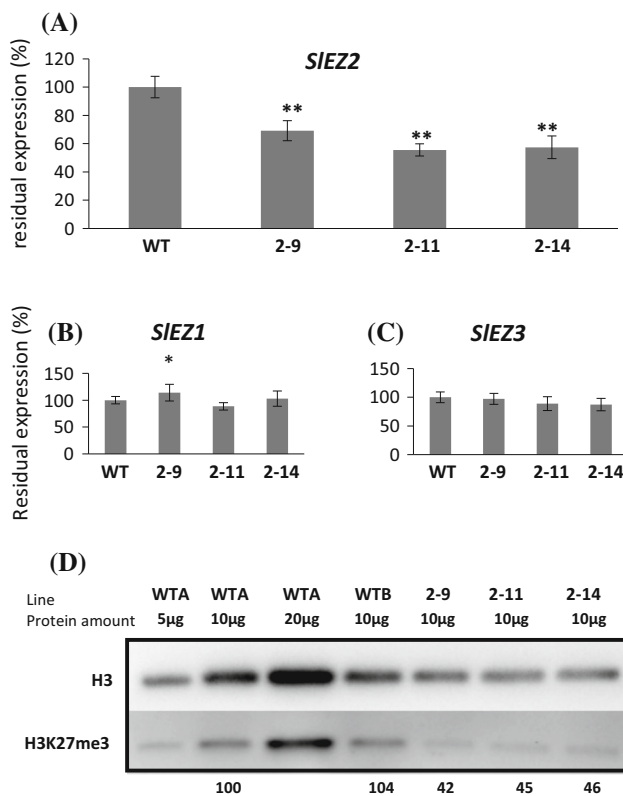 (A)
SlEZ2
residual expression (%)
120
100
80
60
40
20
0
** ** **
WT 2-9 2-11 2-14
(B) SlEZ1
Residual expression (%)
150
100
50
0
*
WT 2-9 2-11 2-14
(C) SlEZ3
150
100
50
0
WT 2-9 2-11 2-14
(D)
Line WTA WTA WTA WTB 2-9 2-11 2-14
Protein amount 5µg 10µg 20µg 10µg 10µg 10µg 10µg
H3
H3K27me3
100 104 42 45 46